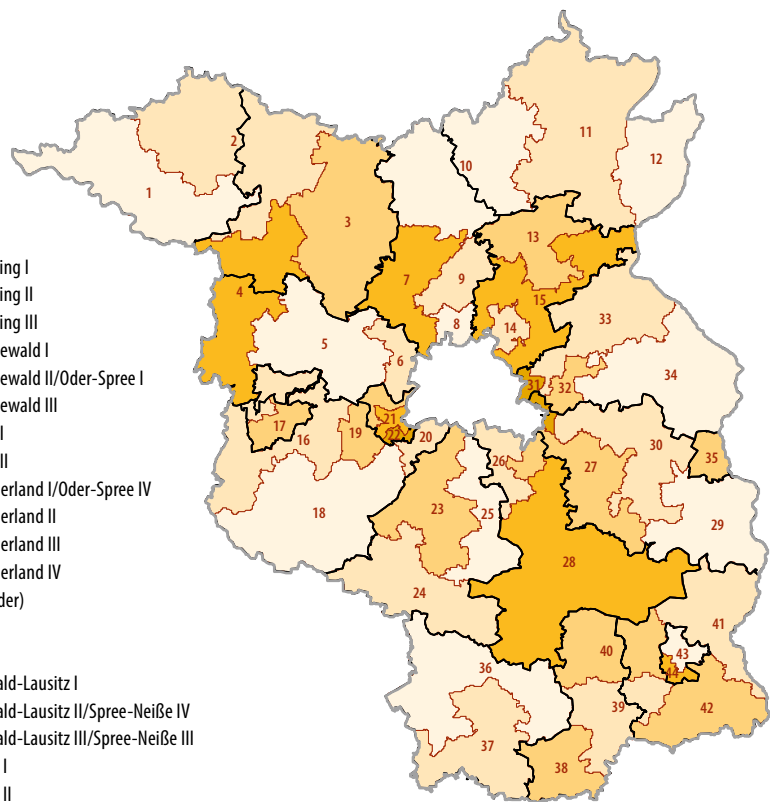 11
10
12
2
1
3
13
7
9
4
15
8
14
33
5
6
34
31
32
17
21
16
19
22
20
26
30
35
27
18
23
25
29
28
24
41
40
43
36
44
39
42
37
38
ing I
ing II
ing III
ewald I
ewald II/Oder-Spree I
ewald III
I
II
erland I/Oder-Spree IV
erland II
erland III
erland IV
der)
ald-Lausitz I
ald-Lausitz II/Spree-Neiße IV
ald-Lausitz III/Spree-Neiße III
I
II